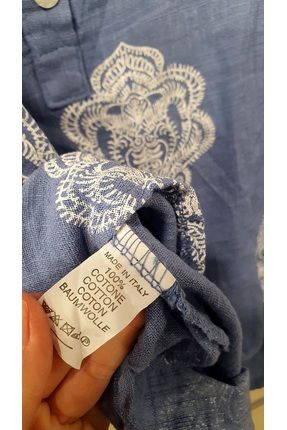 MADE IN ITALY
100%
COTONE
COTTON
COTON
BAUMWOLLE